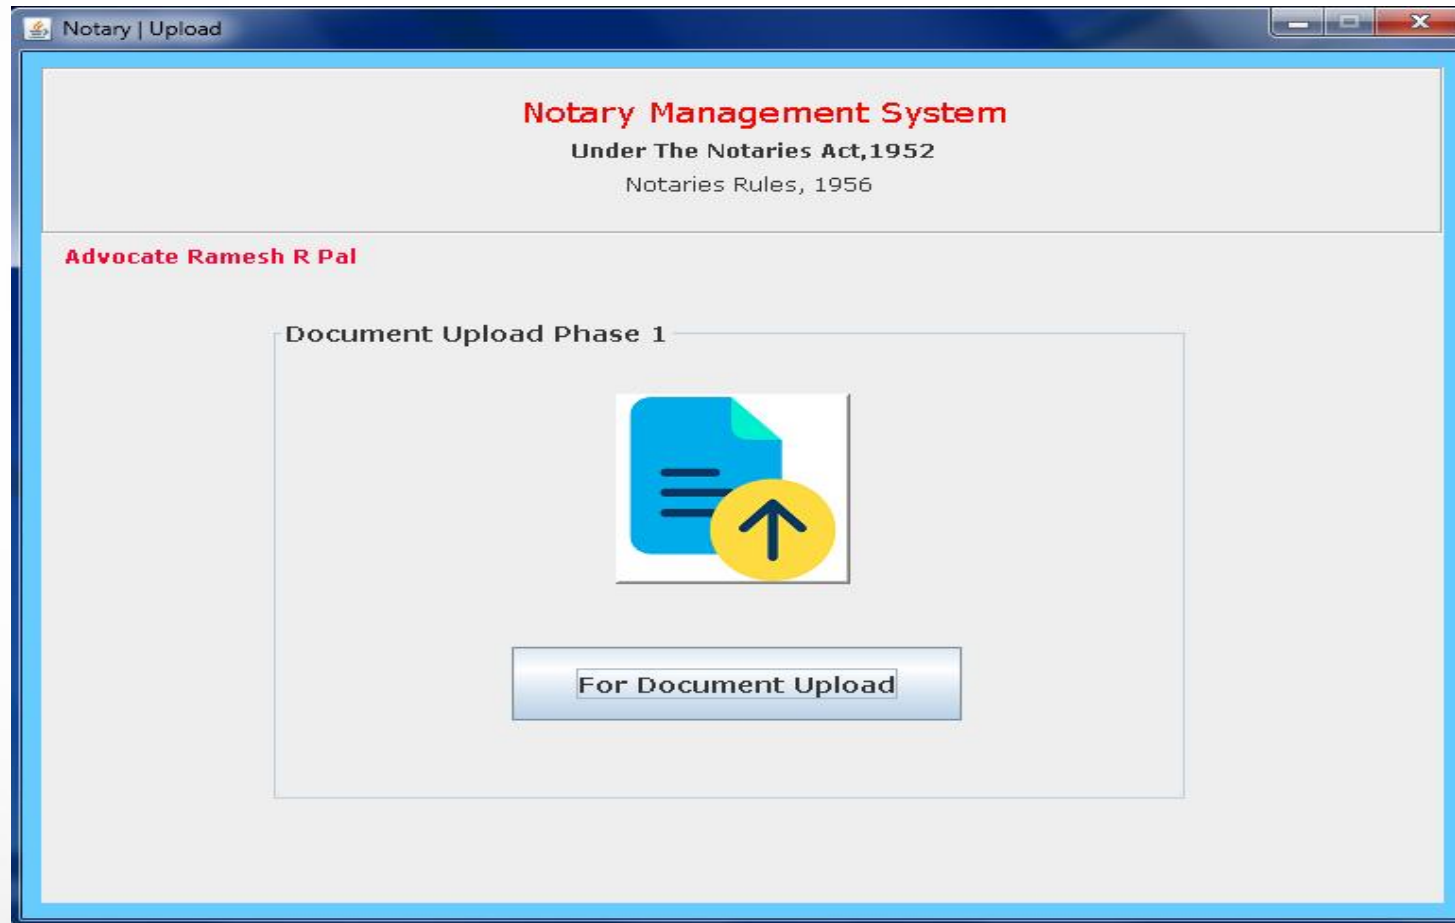 Notary | Upload
Notary Management System
Under The Notaries Act,1952
Notaries Rules, 1956
Advocate Ramesh R Pal
Document Upload Phase 1
For Document Upload